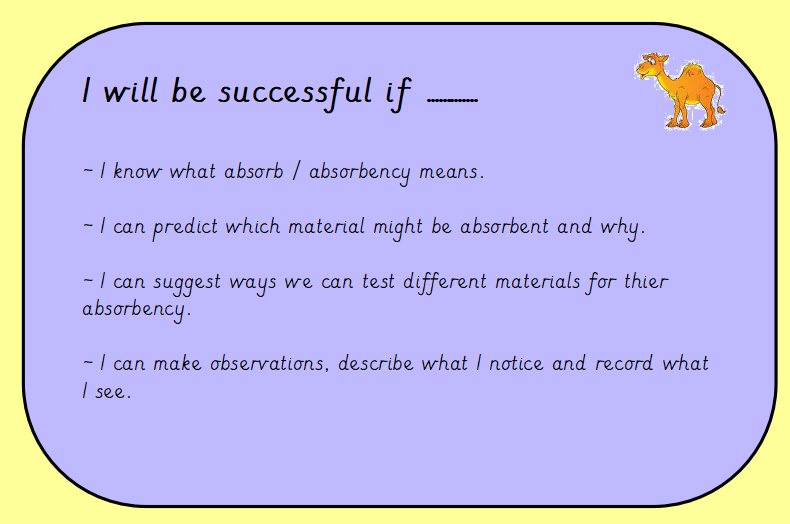 I will be successful if ............
~ I know what absorb / absorbency means.
~ I can predict which material might be absorbent and why.
~ I can suggest ways we can test different materials for thier
absorbency.
~ I can make observations, describe what I notice and record what
I see.